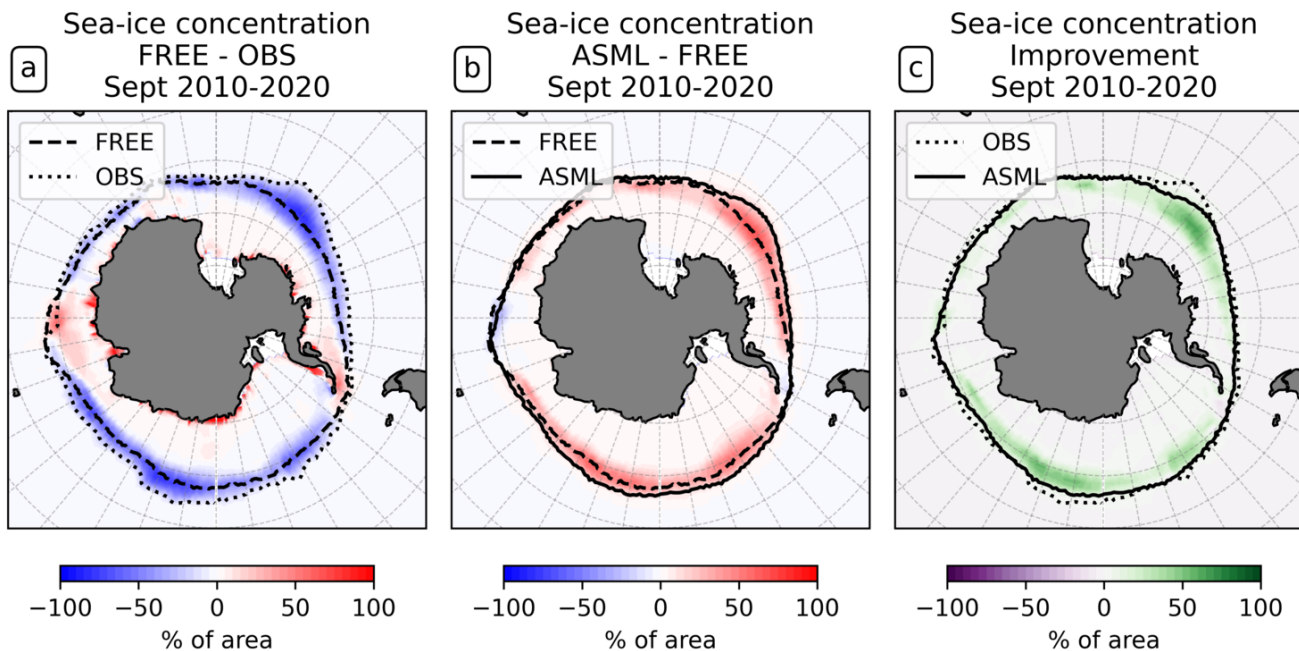 a
Sea-ice concentration
FREE - OBS
Sept 2010-2020
FREE
OBS
−100 −50 0 50 100
% of area
b
Sea-ice concentration
ASML - FREE
Sept 2010-2020
FREE
ASML
−100 −50 0 50 100
% of area
c
Sea-ice concentration
Improvement
Sept 2010-2020
OBS
ASML
−100 −50 0 50 100
% of area